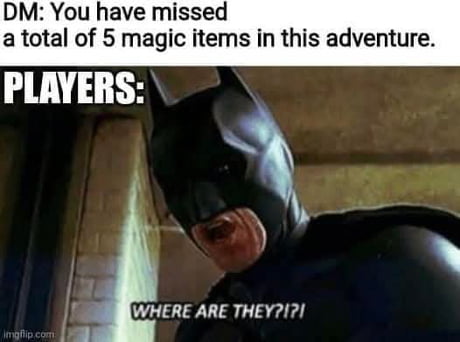 DM: You have missed
a total of 5 magic items in this adventure.
PLAYERS:
WHERE ARE THEY?!?!
imgflip.com